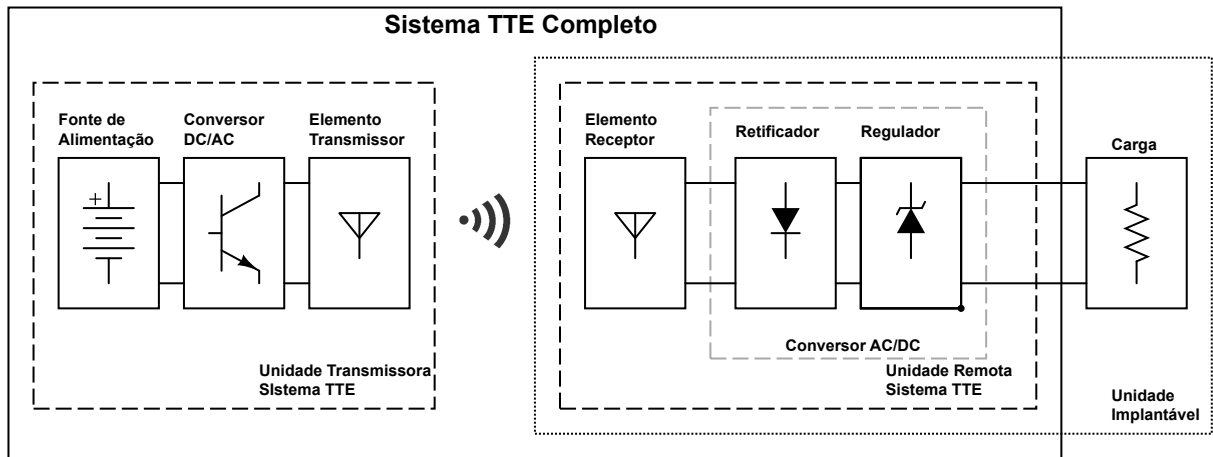 Sistema TTE Completo
Fonte de
Alimentação
Conversor
DC/AC
Elemento
Transmissor
Elemento
Receptor
Retificador
Regulador
Carga
+
Conversor AC/DC
Unidade Transmissora
SIstema TTE
Unidade Remota
Sistema TTE
Unidade
Implantável